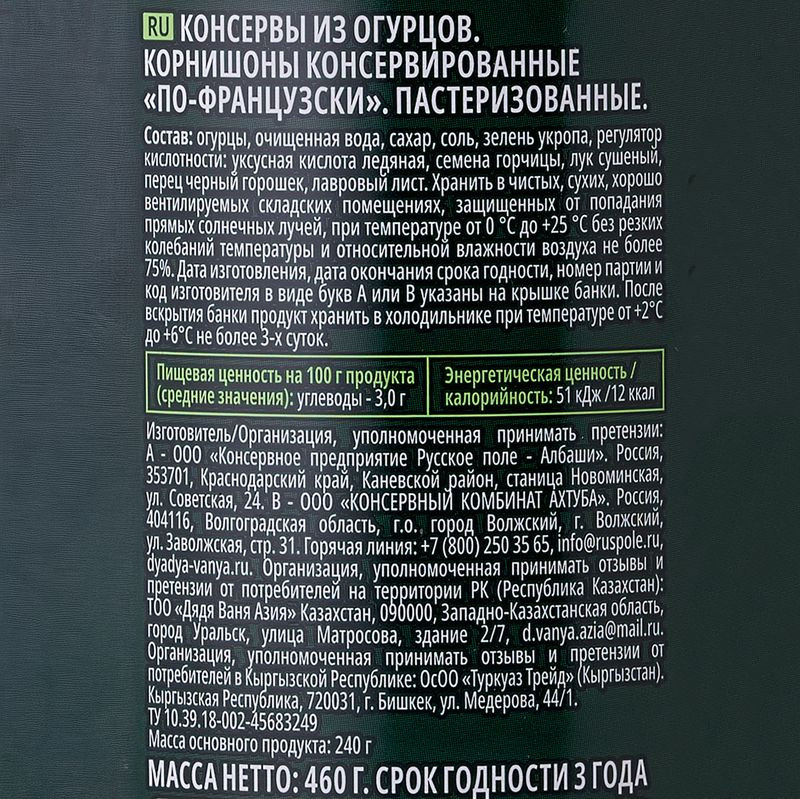 RU КОНСЕРВЫ ИЗ ОГУРЦОВ.
КОРНИШОНЫ КОНСЕРВИРОВАННЫЕ
«ПО-ФРАНЦУЗСКИ». ПАСТЕРИЗОВАННЫЕ.
Состав: огурцы, очищенная вода, сахар, соль, зелень укропа, регулятор
кислотности: уксусная кислота ледяная, семена горчицы, лук сушеный,
перец черный горошек, лавровый лист. Хранить в чистых, сухих, хорошо
вентилируемых складских помещениях, защищенных от попадания
прямых солнечных лучей, при температуре от 0 °С до +25 °С без резких
колебаний температуры и относительной влажности воздуха не более
75%. Дата изготовления, дата окончания срока годности, номер партии и
код изготовителя в виде букв А или В указаны на крышке банки. После
вскрытия банки продукт хранить в холодильнике при температуре от +2°С
до +6°С не более 3-х суток.
Пищевая ценность на 100 г продукта
(средние значения): углеводы - 3,0 г
Энергетическая ценность /
калорийность: 51 кДж /12 ккал
Изготовитель/Организация, уполномоченная принимать претензии:
А - ООО «Консервное предприятие Русское поле - Албаши». Россия,
353701, Краснодарский край, Каневской район, станица Новоминская,
ул. Советская, 24. В - ООО «КОНСЕРВНЫЙ КОМБИНАТ АХТУБА». Россия,
404116, Волгоградская область, г.о. город Волжский, г. Волжский,
ул. Заволжская, стр. 31. Горячая линия: +7 (800) 250 35 65, info@ruspole.ru
dyadya-vanya.ru. Организация, уполномоченная принимать отзывы и
претензии от потребителей на территории РК (Республика Казахстан):
ТОО «Дядя Ваня Азия» Казахстан, 090000, Западно-Казахстанская область,
город Уральск, улица Матросова, здание 2/7, d.vanya.azia@mail.ru.
Организация, уполномоченная принимать отзывы и претензии от
потребителей в Кыргызской Республике: ОсОО «Туркуаз Трейд» (Кыргызстан).
Кыргызская Республика, 720031, г. Бишкек, ул. Медерова, 44/1.
ТУ 10.39.18-002-45683249
Масса основного продукта: 240 г
МАССА НЕТТО: 460 Г. СРОК ГОДНОСТИ 3 ГОДА